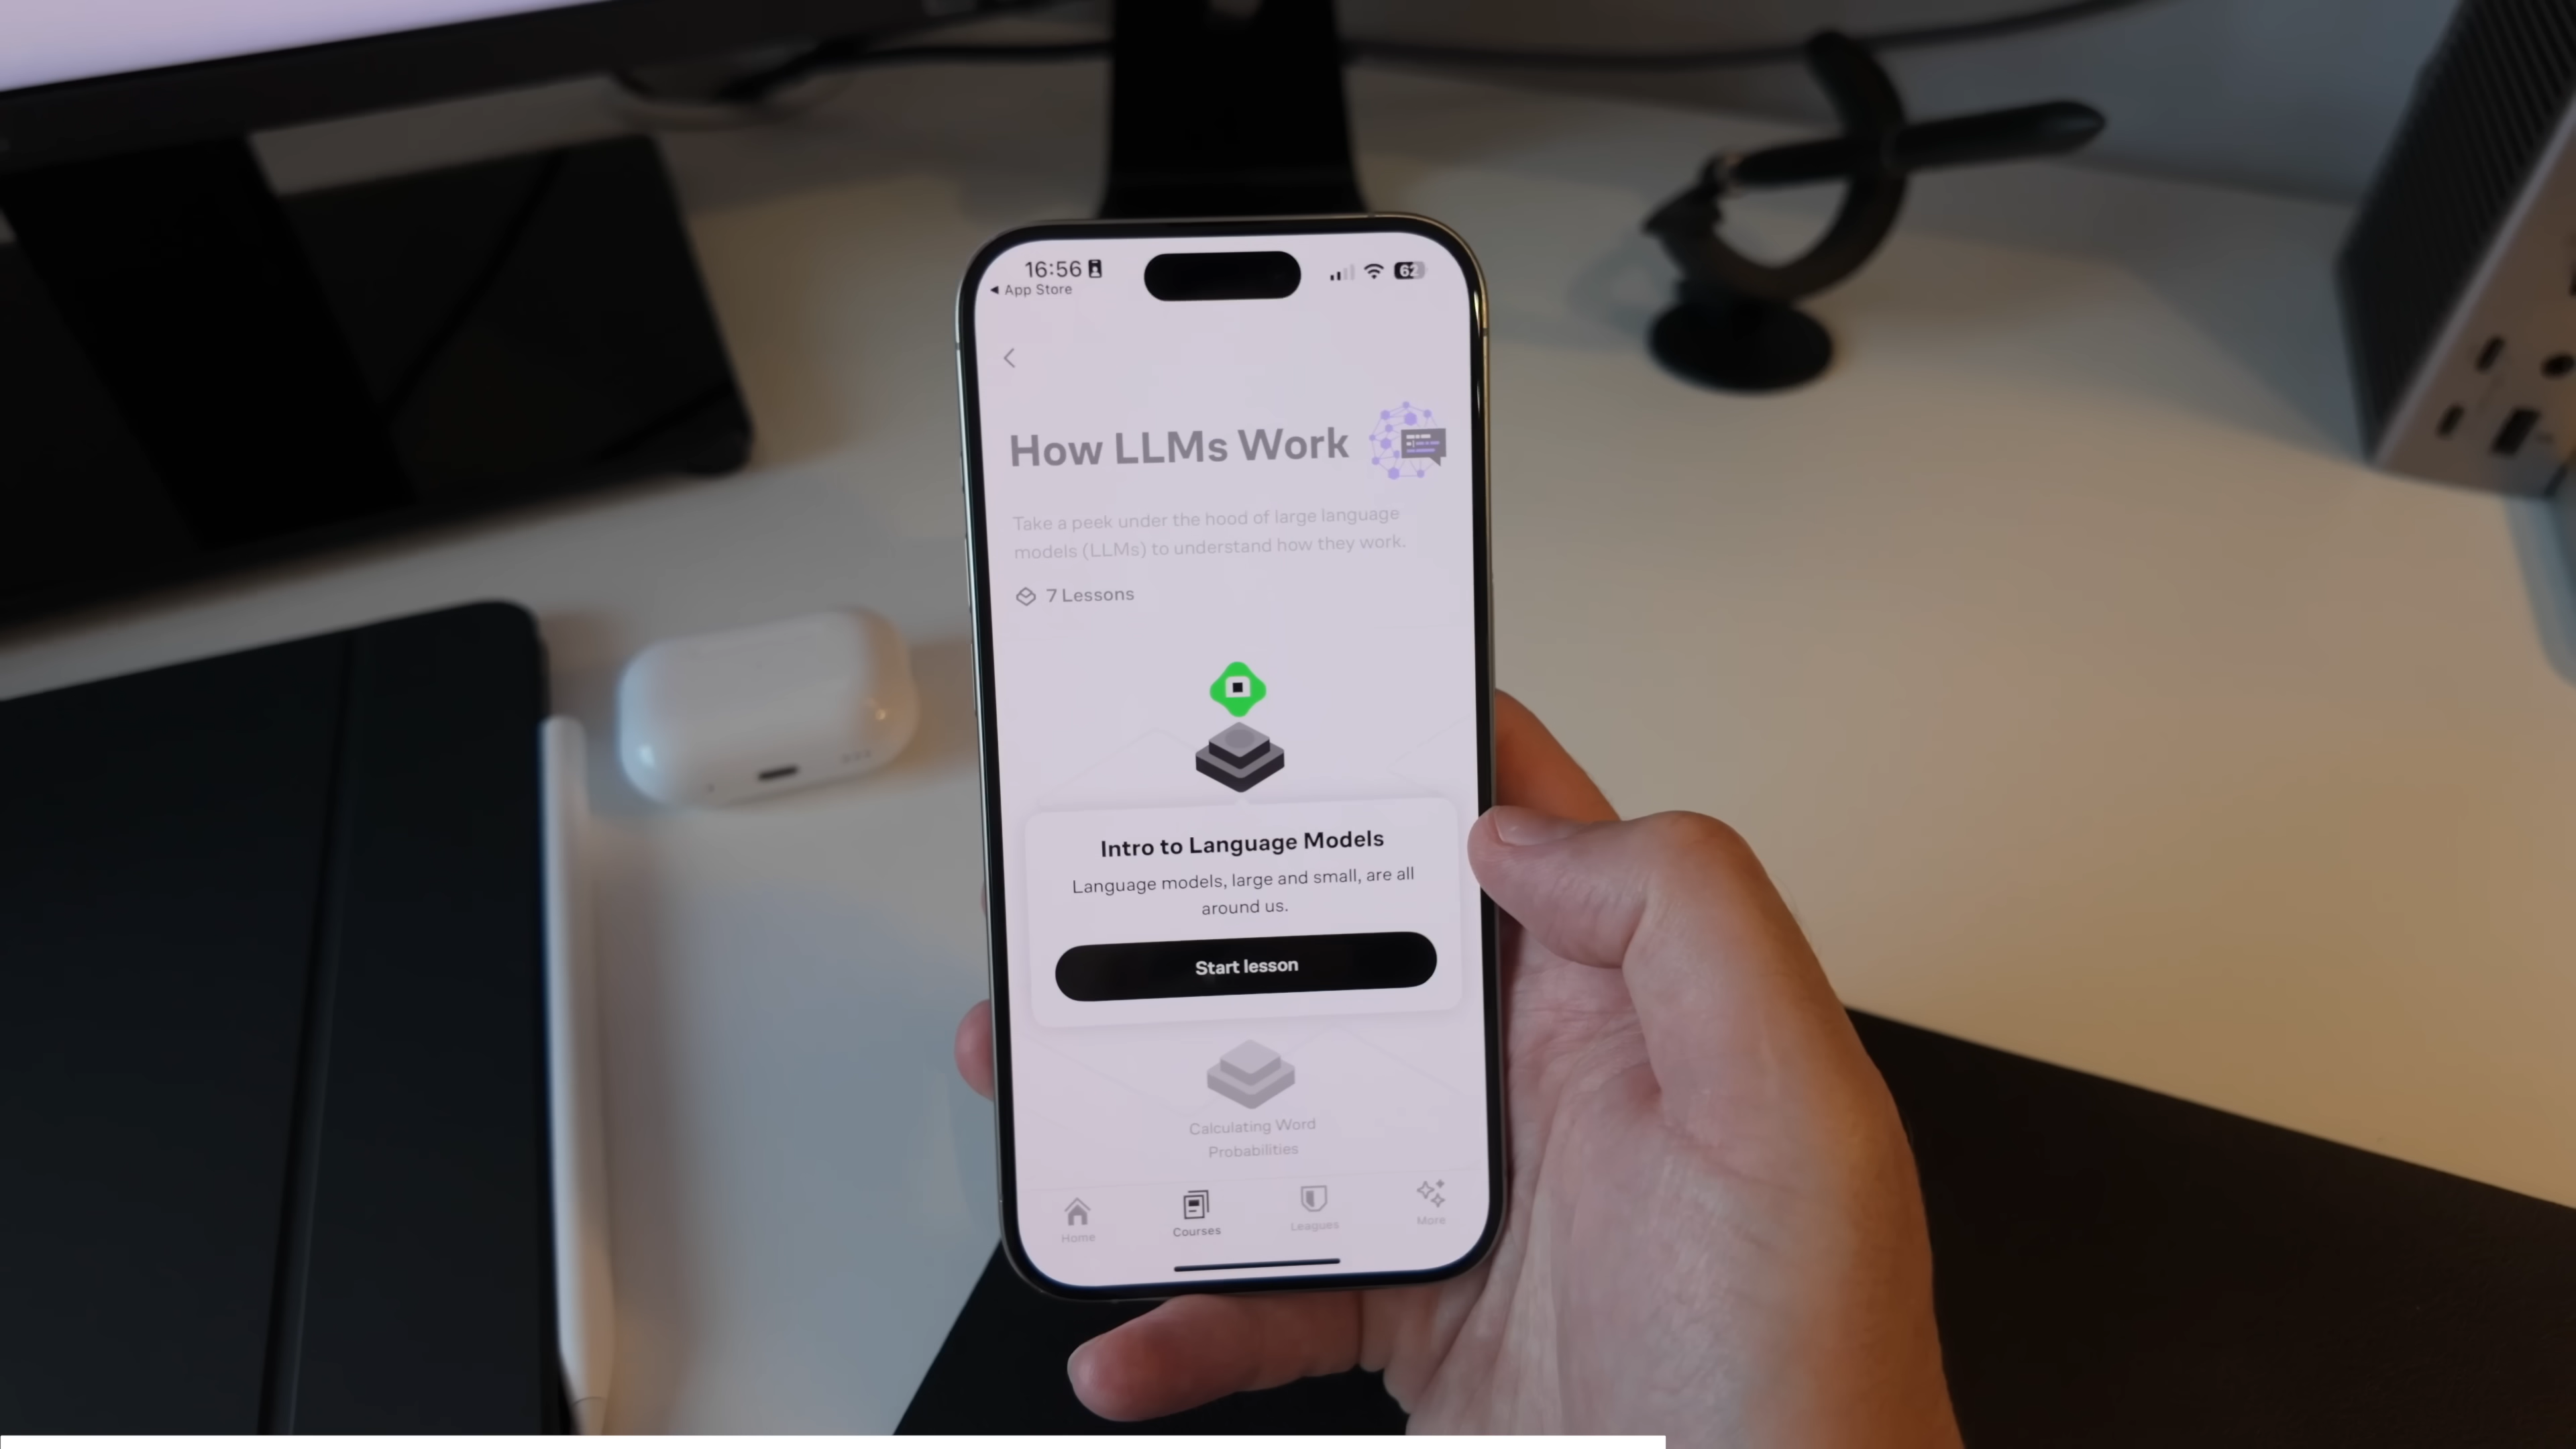 16:56
62
App Store
How LLMs Work
Take a peek under the hood of large language
models (LLMs) to understand how they work.
7 Lessons
Intro to Language Models
Language models, large and small, are all
around us.
Start lesson
Calculating Word
Probabilities
Home
Courses
Leagues
More